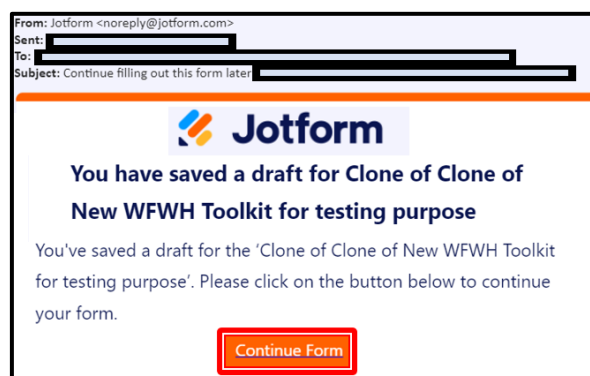 From: Jotform <noreply@jotform.com>
Sent:
To:
Subject: Continue filling out this form later
Jotform
You have saved a draft for Clone of Clone of
New WFWH Toolkit for testing purpose
You've saved a draft for the ‘Clone of Clone of New WFWH Toolkit
for testing purpose’. Please click on the button below to continue
your form.
Continue Form